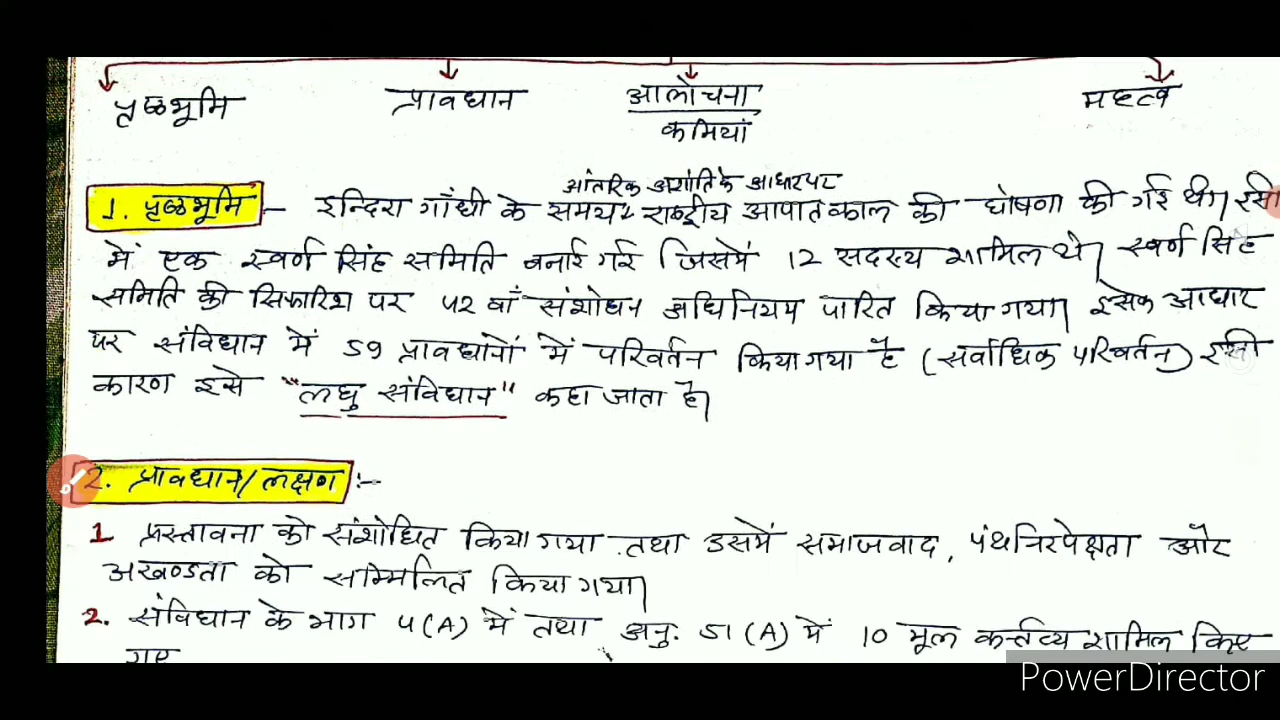 पृष्ठभूमि प्रावधान आलोचना महत्व
कमियां
आंतरिक अशांति के आधार पर
1. पृष्ठभूमि :- इन्दिरा गाँधी के समय राष्ट्रीय आपातकाल की घोषणा की गई थी। इसी
में एक स्वर्ण सिंह समिति बनाई गई जिसमें 12 सदस्य शामिल थे। स्वर्ण सिंह
समिति की सिफारिश पर 42 वाँ संशोधन अधिनियम पारित किया गया। इसके आधार
पर संविधान में 59 प्रावधानों में परिवर्तन किया गया है (सर्वाधिक परिवर्तन) इसी
कारण इसे "लघु संविधान" कहा जाता है।
2. प्रावधान/लक्षण :-
1 प्रस्तावना को संशोधित किया गया तथा उसमें समाजवाद, पंथनिरपेक्षता और
अखण्डता को सम्मिलित किया गया।
2. संविधान के भाग 4(A) में तथा अनु. 51(A) में 10 मूल कर्त्तव्य शामिल किए
गए
PowerDirector